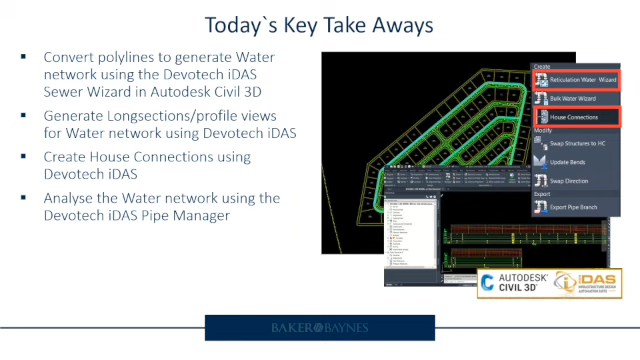 Today`s Key Take Aways
Convert polylines to generate Water
network using the Devotech iDAS
Sewer Wizard in Autodesk Civil 3D
Generate Longsections/profile views
for Water network using Devotech iDAS
Create House Connections using
Devotech iDAS
Analyse the Water network using the
Devotech iDAS Pipe Manager
Create
Reticulation Water Wizard
Bulk Water Wizard
House Connections
Modify
Swap Structures to HC
Update Bends
Swap Direction
Export
Export Pipe Branch
AUTODESK
CIVIL 3D
iDAS
BAKER BAYNES